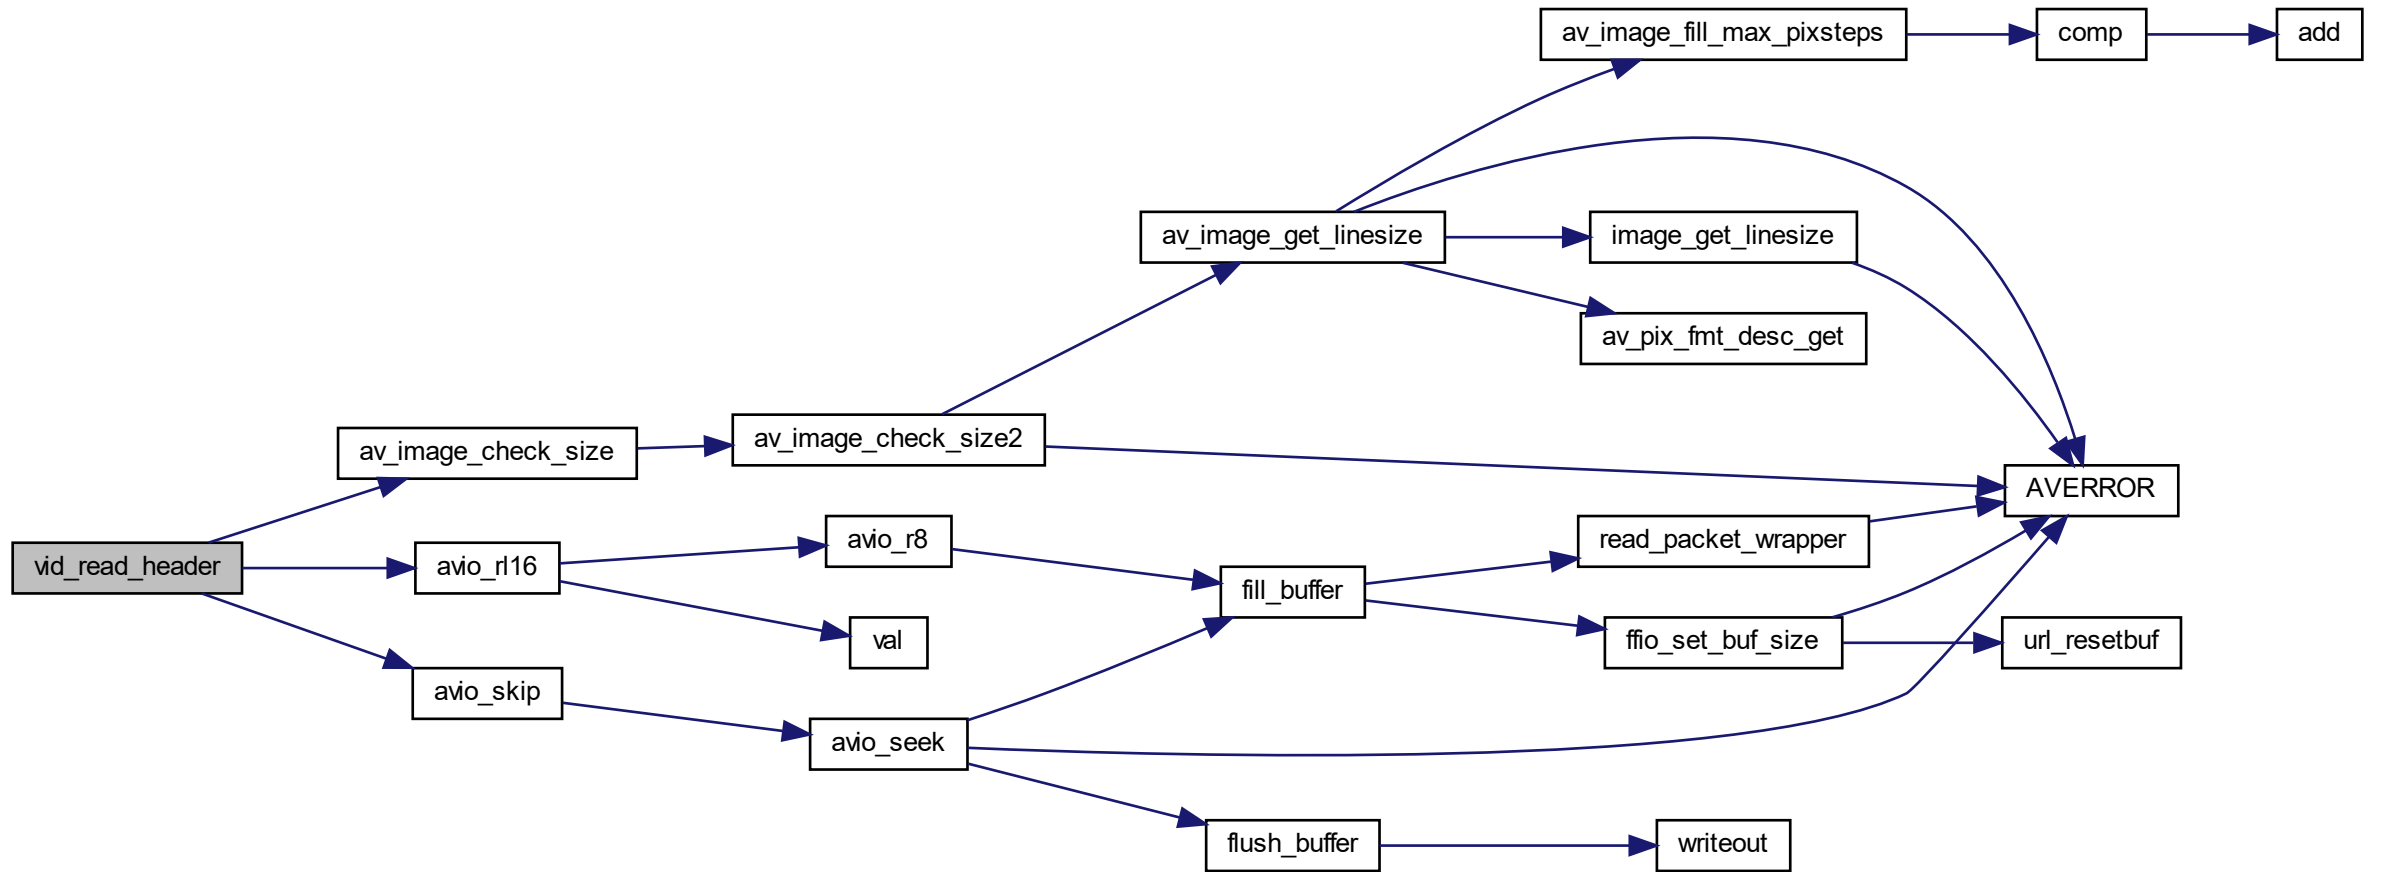 av_image_fill_max_pixsteps
comp
add
av_image_get_linesize
image_get_linesize
av_pix_fmt_desc_get
av_image_check_size
av_image_check_size2
AVERROR
vid_read_header
avio_rl16
avio_r8
read_packet_wrapper
fill_buffer
val
ffio_set_buf_size
url_resetbuf
avio_skip
avio_seek
flush_buffer
writeout